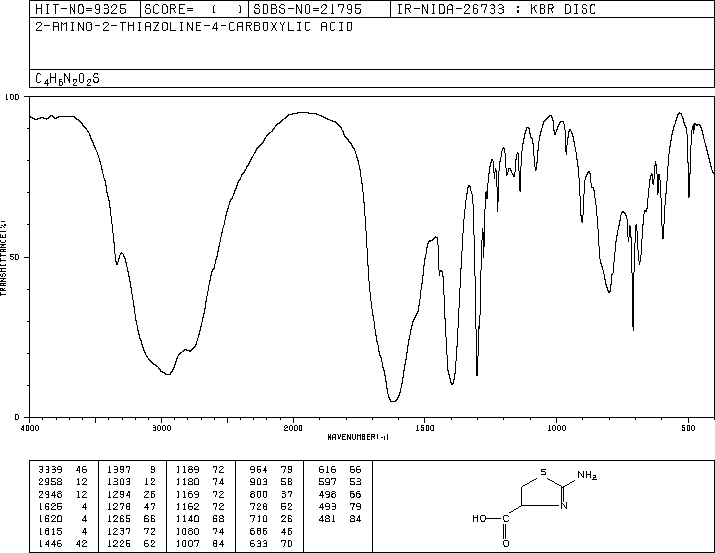 HIT-NO=9325 SCORE= ( ) SDBS-NO=21795 IR-NIDA-26733 : KBR DISC
2-AMINO-2-THIAZOLINE-4-CARBOXYLIC ACID
C4H6N2O2S
100
50
0
TRANSMITTANCE(%)
4000 3000 2000 1500 1000 500
WAVENUMBER(-1)
3339 46 1397 9 1189 72 964 79 616 66
2958 12 1303 12 1180 74 903 58 597 53
2948 12 1294 26 1169 72 800 37 498 66
1625 4 1278 47 1162 72 728 52 493 79
1620 4 1265 66 1140 68 710 26 481 84
1615 4 1237 72 1080 74 686 46
1446 42 1226 62 1007 84 633 70
S NH2
N
HO C
O